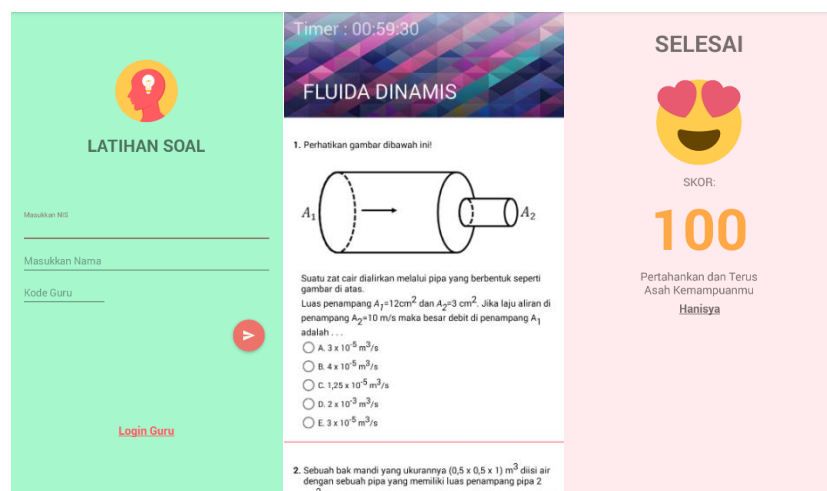 LATIHAN SOAL
Masukkan NIS
Masukkan Nama
Kode Guru
Login Guru
Timer : 00:59:30
FLUIDA DINAMIS
1. Perhatikan gambar dibawah ini!
A₁
A₂
Suatu zat cair dialirkan melalui pipa yang berbentuk seperti
gambar di atas.
Luas penampang A₁=12cm² dan A₂=3 cm². Jika laju aliran di
penampang A₂=10 m/s maka besar debit di penampang A₁
adalah . . .
A. 3 x 10⁻⁵ m³/s
B. 4 x 10⁻⁵ m³/s
C. 1,25 x 10⁻⁵ m³/s
D. 2 x 10⁻³ m³/s
E. 3 x 10⁻⁵ m³/s
2. Sebuah bak mandi yang ukurannya (0,5 x 0,5 x 1) m³ diisi air
dengan sebuah pipa yang memiliki luas penampang pipa 2
SELESAI
SKOR:
100
Pertahankan dan Terus
Asah Kemampuanmu
Hanisya